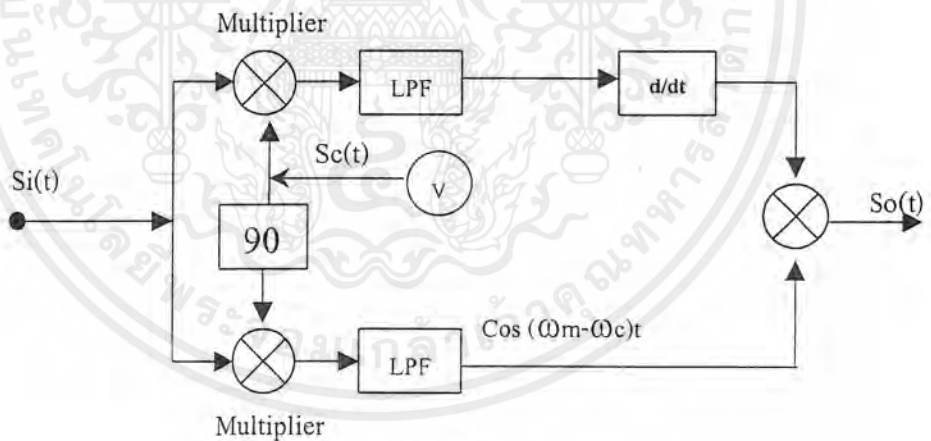 Multiplier
LPF
d/dt
Sc(t)
V
Si(t)
90
So(t)
Cos (ωm-ωc)t
LPF
Multiplier